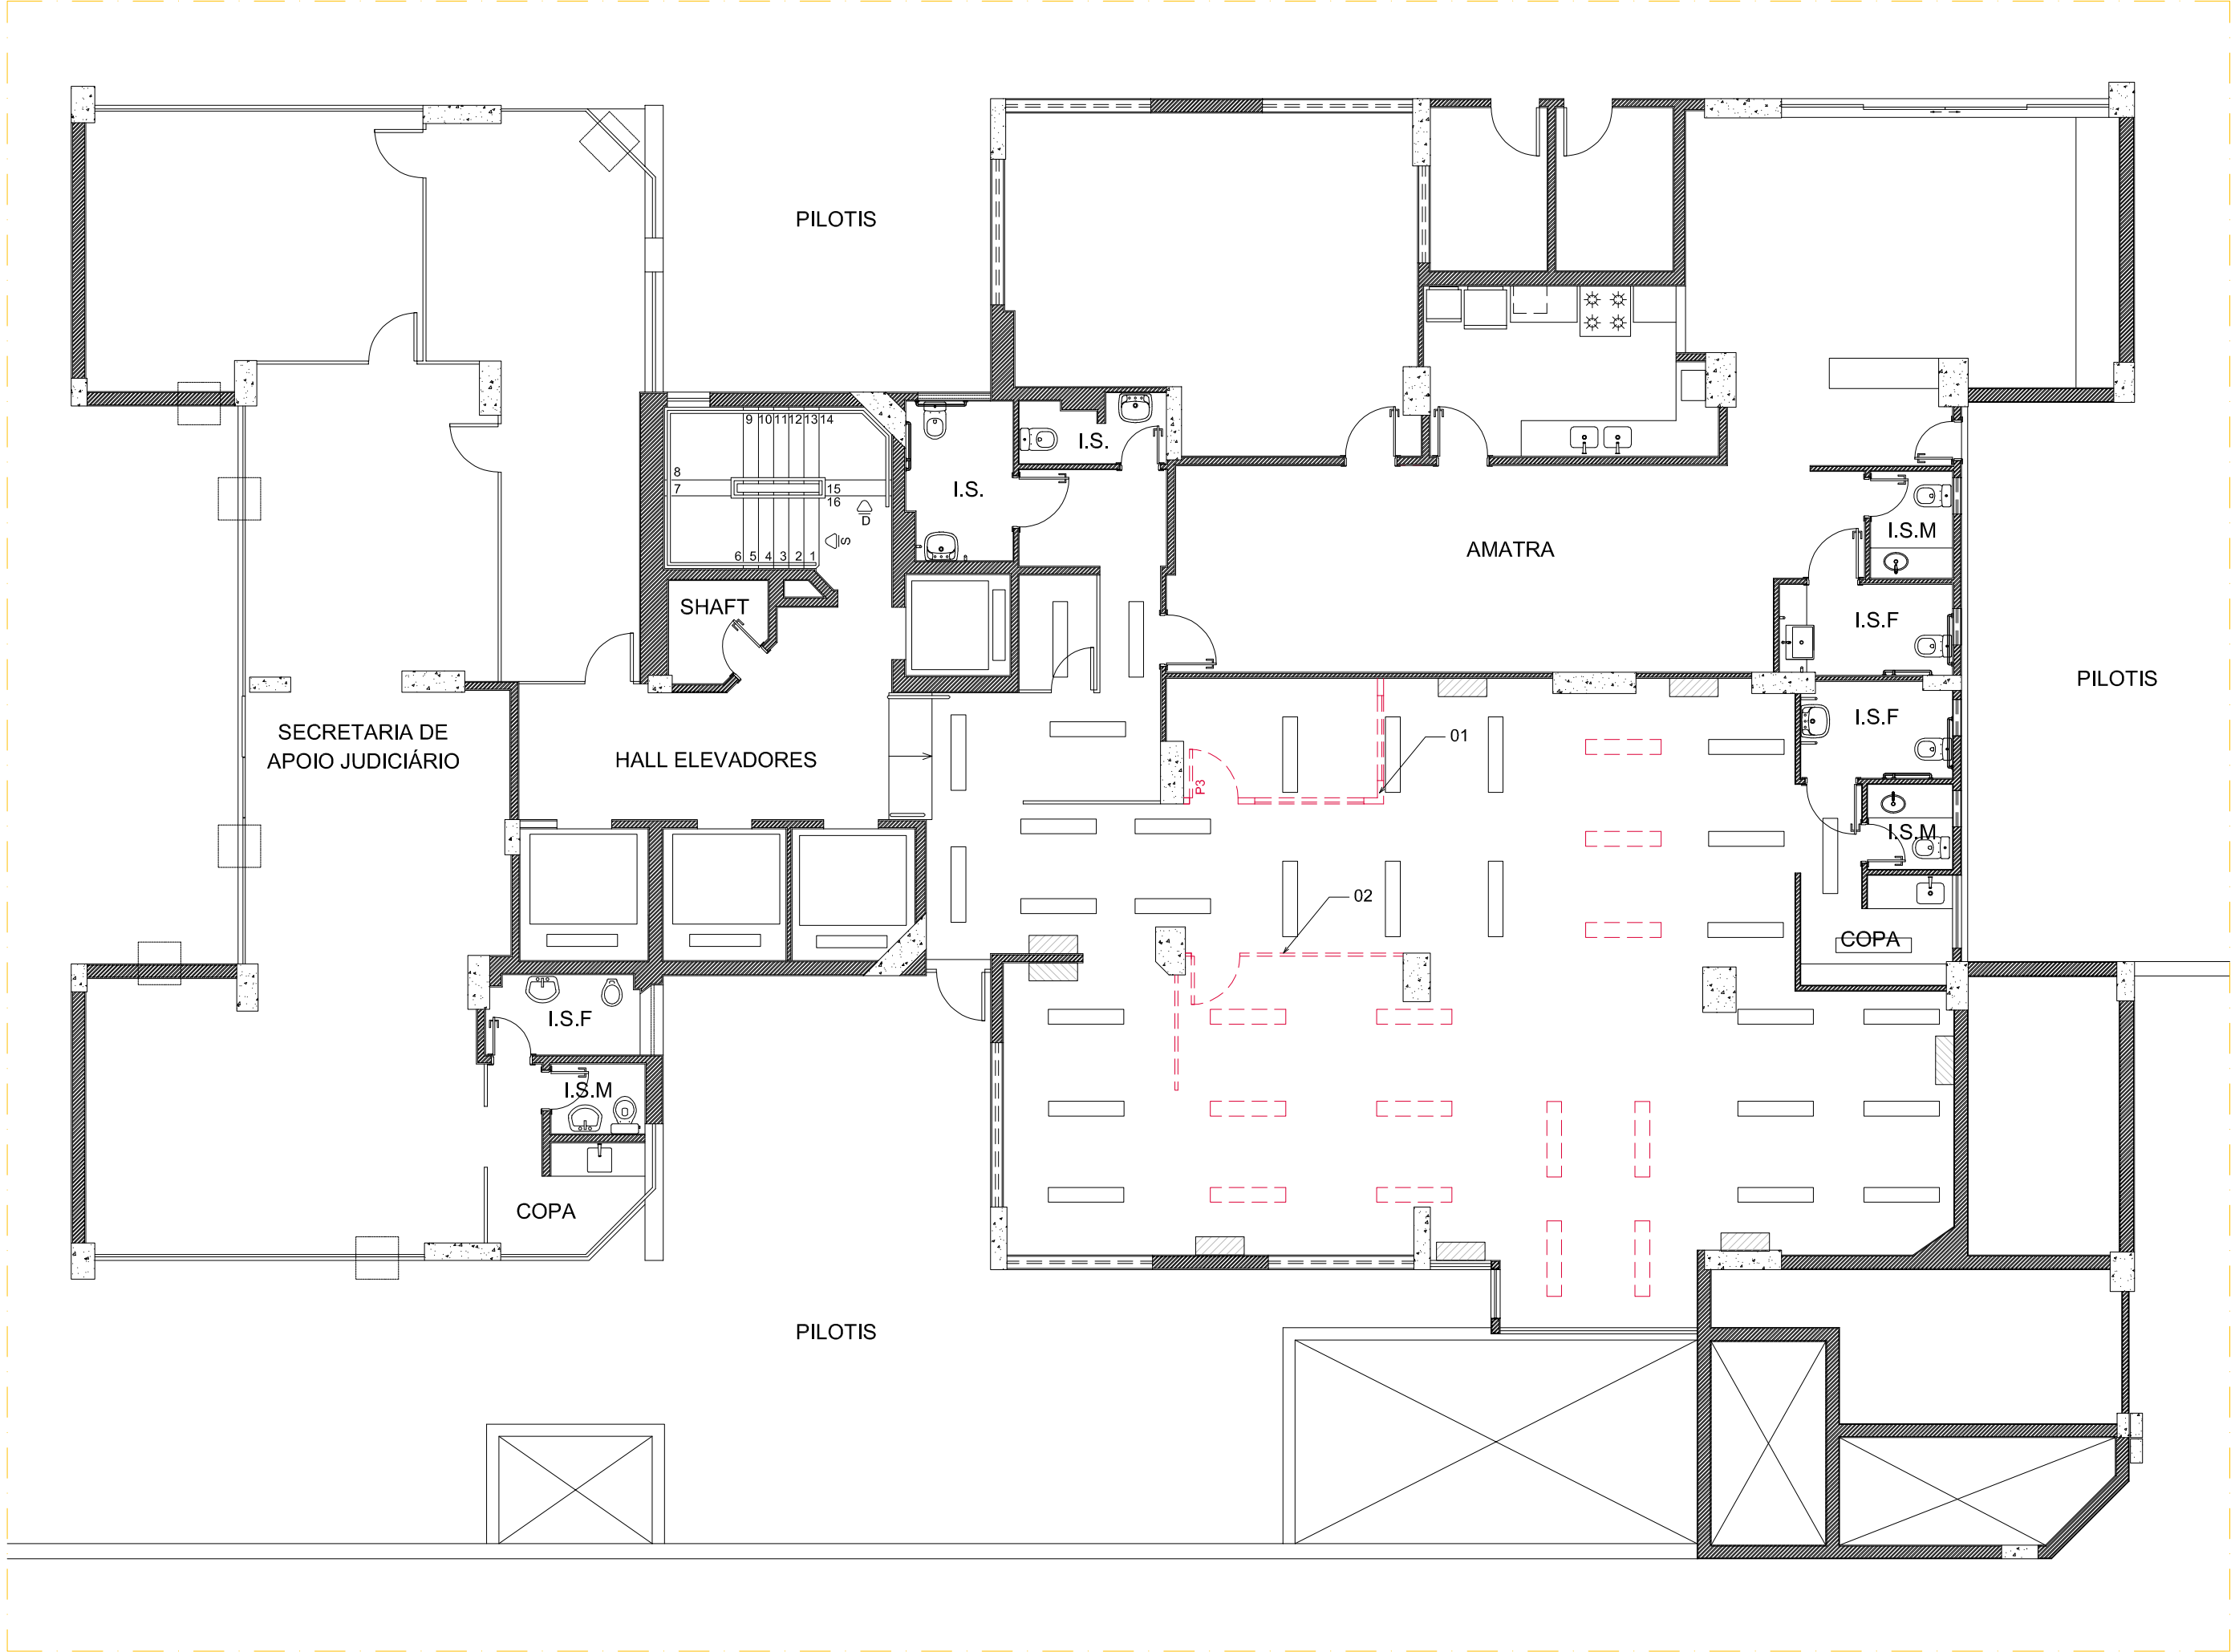 PILOTIS
9 10 11 12 13 14
8
7
15
16
D
S
6 5 4 3 2 1
I.S.
I.S.
AMATRA
I.S.M
I.S.F
SHAFT
PILOTIS
I.S.F
SECRETARIA DE
APOIO JUDICIÁRIO
HALL ELEVADORES
01
P3
I.S.M
02
COPA
I.S.F
I.S.M
COPA
PILOTIS